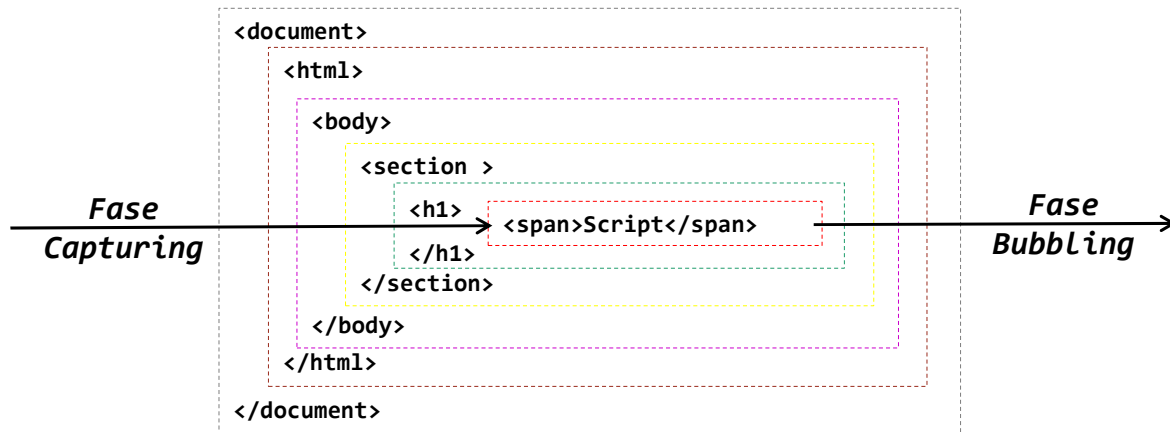 <document>
<html>
<body>
<section >
<h1>
Fase
Capturing
<span>Script</span>
Fase
Bubbling
</h1>
</section>
</body>
</html>
</document>